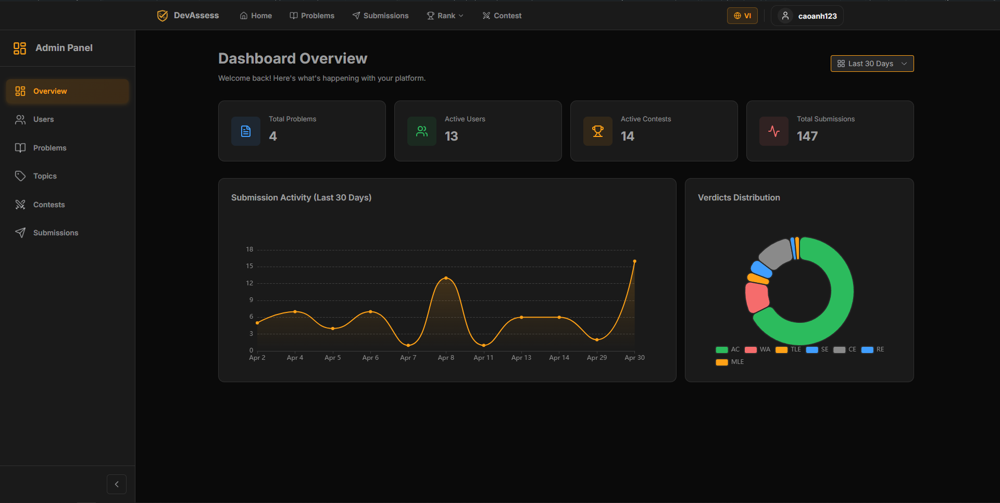 DevAssess
Home
Problems
Submissions
Rank
Contest
VI
caoanh123
Admin Panel
Overview
Users
Problems
Topics
Contests
Submissions
Dashboard Overview
Welcome back! Here's what's happening with your platform.
Last 30 Days
Total Problems
4
Active Users
13
Active Contests
14
Total Submissions
147
Submission Activity (Last 30 Days)
18
15
12
9
6
3
0
Apr 2
Apr 4
Apr 5
Apr 6
Apr 7
Apr 8
Apr 11
Apr 13
Apr 14
Apr 29
Apr 30
Verdicts Distribution
AC
WA
TLE
SE
CE
RE
MLE